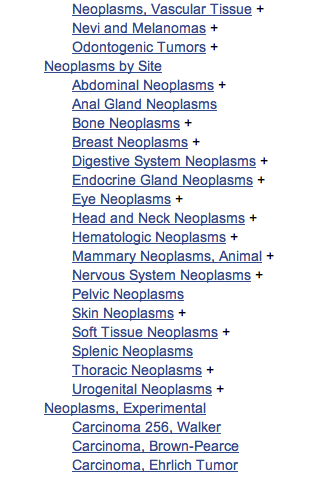 Neoplasms, Vascular Tissue +
Nevi and Melanomas +
Odontogenic Tumors +
Neoplasms by Site
Abdominal Neoplasms +
Anal Gland Neoplasms
Bone Neoplasms +
Breast Neoplasms +
Digestive System Neoplasms +
Endocrine Gland Neoplasms +
Eye Neoplasms +
Head and Neck Neoplasms +
Hematologic Neoplasms +
Mammary Neoplasms, Animal +
Nervous System Neoplasms +
Pelvic Neoplasms
Skin Neoplasms +
Soft Tissue Neoplasms +
Splenic Neoplasms
Thoracic Neoplasms +
Urogenital Neoplasms +
Neoplasms, Experimental
Carcinoma 256, Walker
Carcinoma, Brown-Pearce
Carcinoma, Ehrlich Tumor